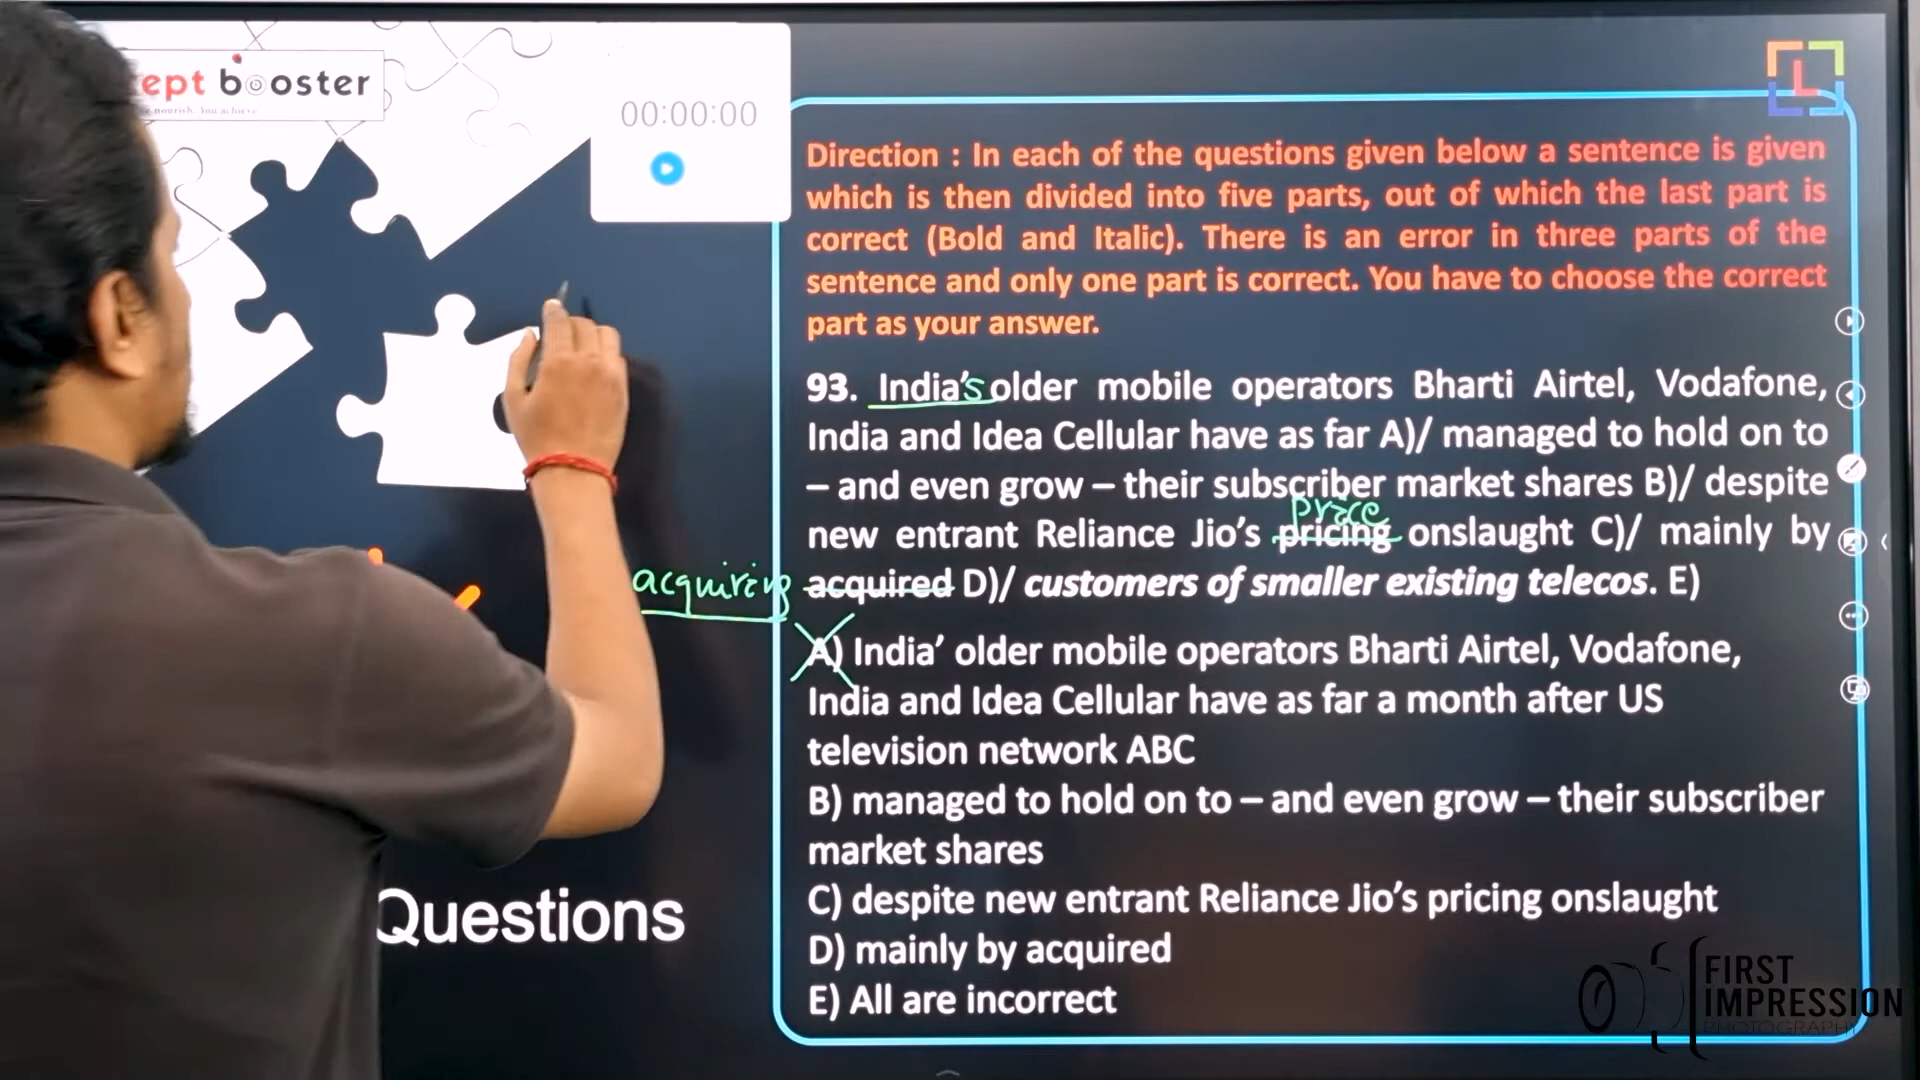 ept booster
nourish. You achieve
00:00:00
L
Direction : In each of the questions given below a sentence is given
which is then divided into five parts, out of which the last part is
correct (Bold and Italic). There is an error in three parts of the
sentence and only one part is correct. You have to choose the correct
part as your answer.
93. India's older mobile operators Bharti Airtel, Vodafone,
India and Idea Cellular have as far A)/ managed to hold on to
– and even grow – their subscriber market shares B)/ despite
price
new entrant Reliance Jio's pricing onslaught C)/ mainly by
acquiring acquired D)/ customers of smaller existing telecos. E)
A) India' older mobile operators Bharti Airtel, Vodafone,
India and Idea Cellular have as far a month after US
television network ABC
B) managed to hold on to – and even grow – their subscriber
market shares
C) despite new entrant Reliance Jio's pricing onslaught
D) mainly by acquired
E) All are incorrect
Questions
FIRST
IMPRESSION
PHOTOGRAPHY